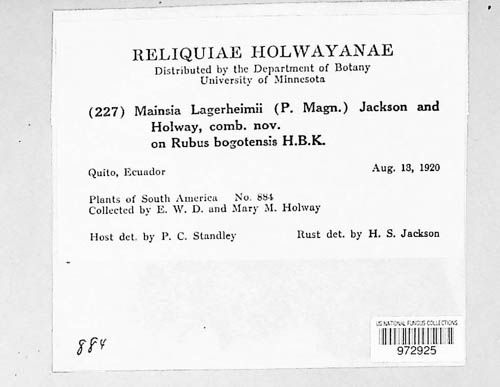 RELIQUIAE HOLWAYANAE
Distributed by the Department of Botany
University of Minnesota
(227) Mainsia Lagerheimii (P. Magn.) Jackson and
Holway, comb. nov.
on Rubus bogotensis H.B.K.
Quito, Ecuador Aug. 13, 1920
Plants of South America No. 884
Collected by E. W. D. and Mary M. Holway
Host det. by P. C. Standley Rust det. by H. S. Jackson
884
US NATIONAL FUNGUS COLLECTIONS
972925